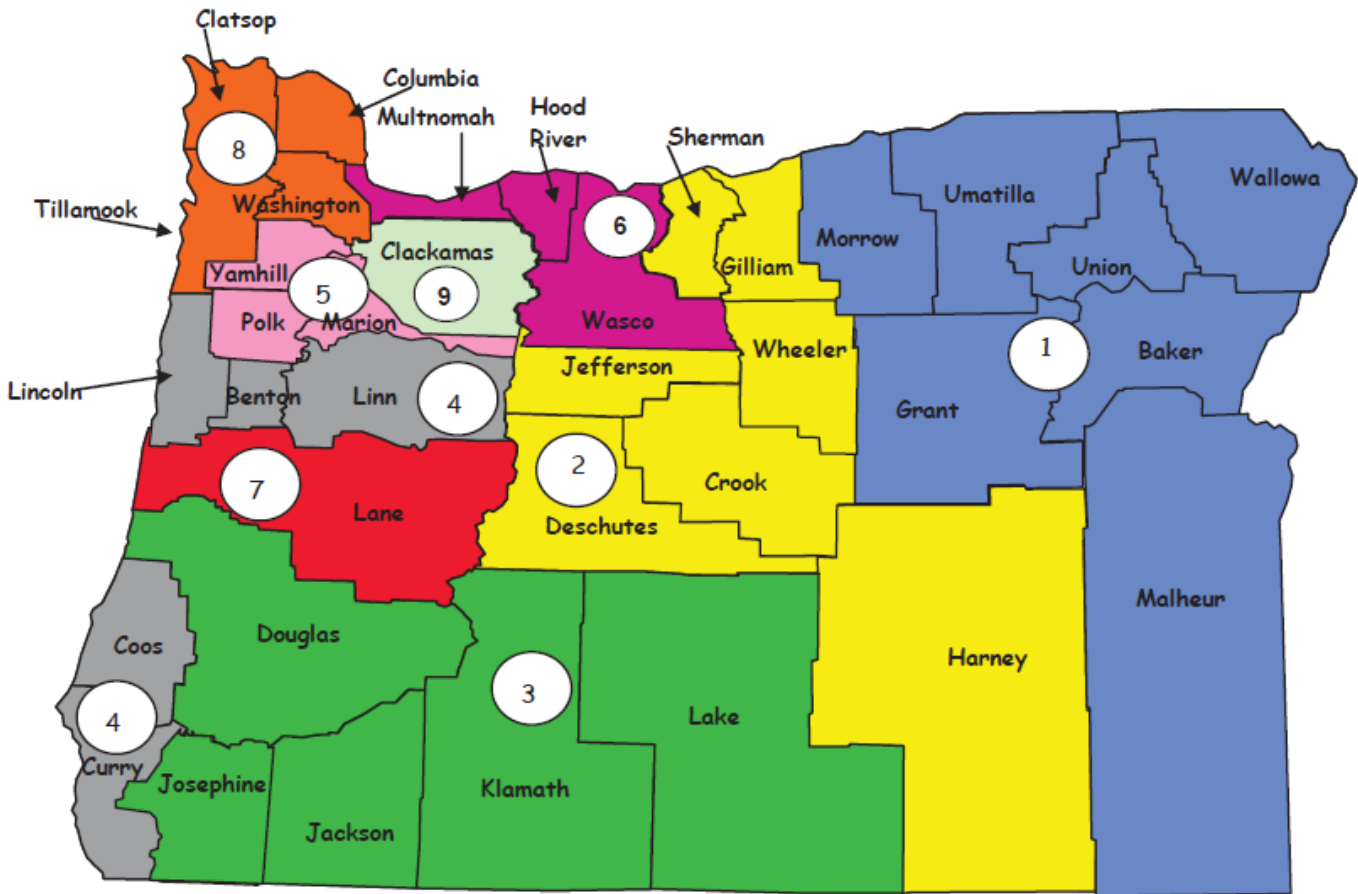 Clatsop
Columbia
Multnomah
Hood
River
Sherman
8
Tillamook
Washington
6
Umatilla
Wallowa
Morrow
Clackamas
Gilliam
Union
Yamhill
5
9
Polk
Marion
Wasco
Wheeler
1
Baker
Jefferson
Lincoln
Benton
Linn
4
Grant
2
7
Crook
Lane
Deschutes
Malheur
Coos
Douglas
Harney
3
4
Lake
Curry
Josephine
Klamath
Jackson